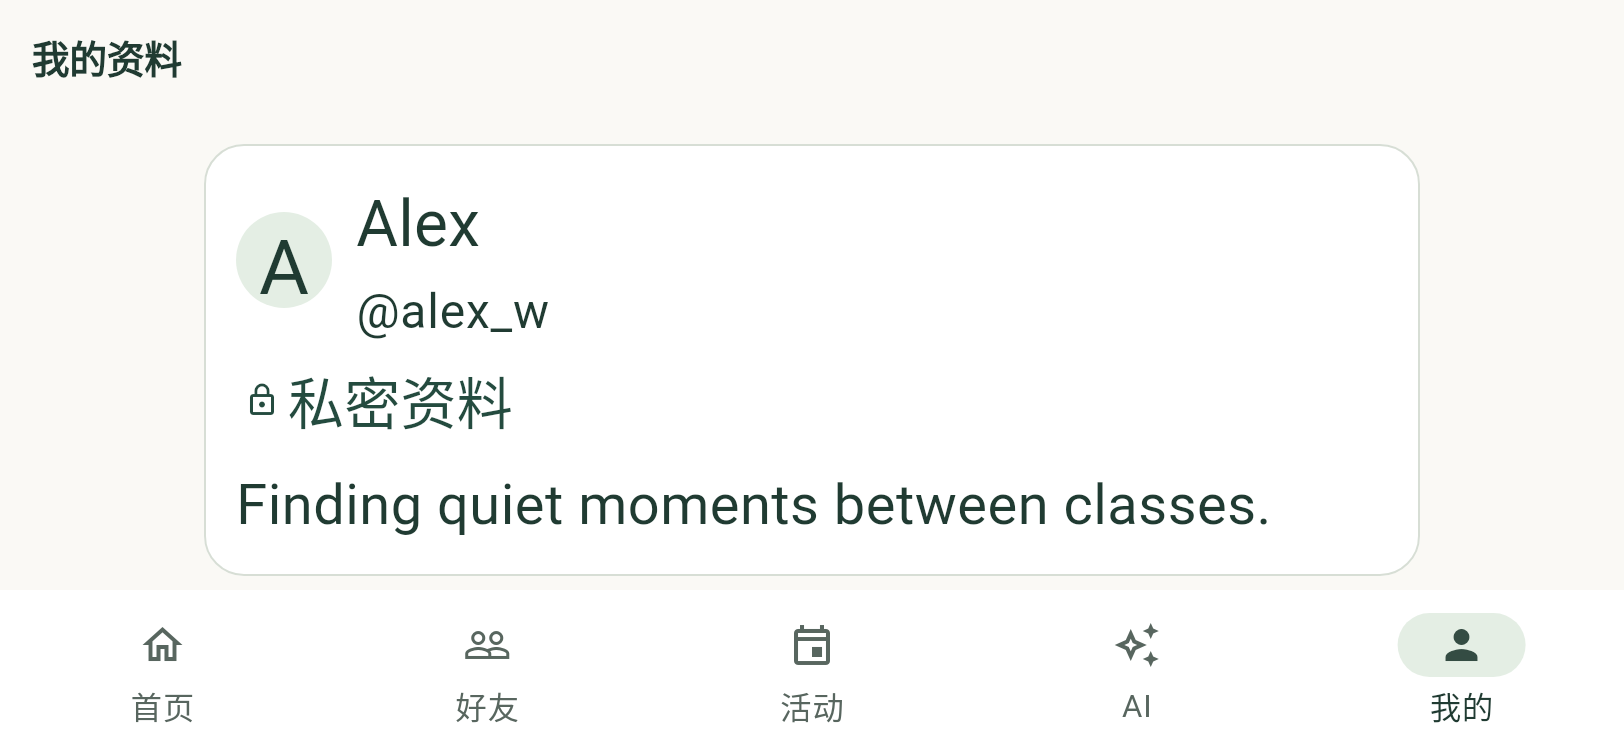 我的资料
A
Alex
@alex_w
私密资料
Finding quiet moments between classes.
首页
好友
活动
AI
我的